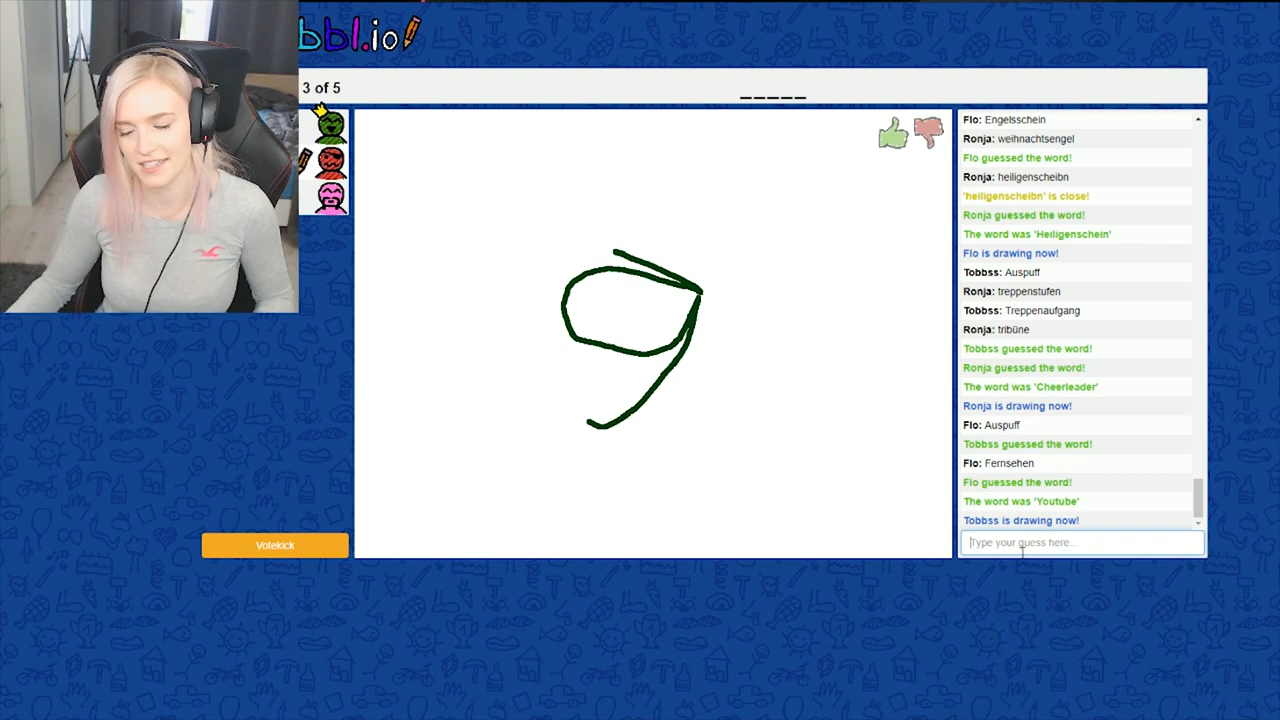 bbl.io
3 of 5
_ _ _ _ _
Flo: Engelsschein
Ronja: weihnachtsengel
Flo guessed the word!
Ronja: heiligenscheibn
'heiligenscheibn' is close!
Ronja guessed the word!
The word was 'Heiligenschein'
Flo is drawing now!
Tobbss: Auspuff
Ronja: treppenstufen
Tobbss: Treppenaufgang
Ronja: tribüne
Tobbss guessed the word!
Ronja guessed the word!
The word was 'Cheerleader'
Ronja is drawing now!
Flo: Auspuff
Tobbss guessed the word!
Flo: Fernsehen
Flo guessed the word!
The word was 'Youtube'
Tobbss is drawing now!
Type your guess here...
Votekick